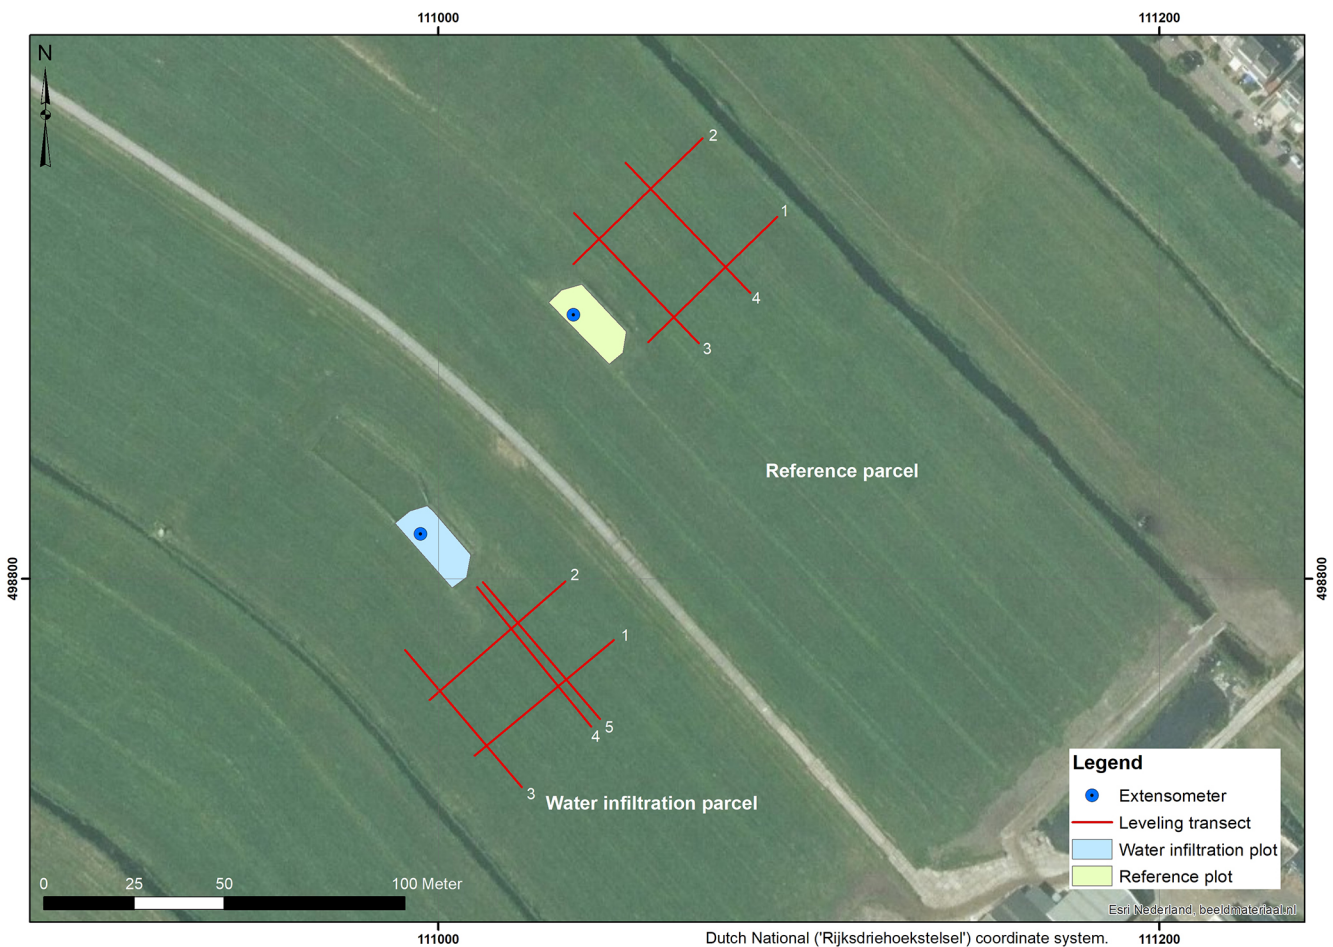 111000
111200
N
2
1
4
3
Reference parcel
498800
498800
2
1
5
4
3
Water infiltration parcel
Legend
Extensometer
Leveling transect
Water infiltration plot
Reference plot
0 25 50 100 Meter
Esri Nederland, beeldmateriaal.nl
111000
111200
Dutch National ('Rijksdriehoekstelsel') coordinate system.